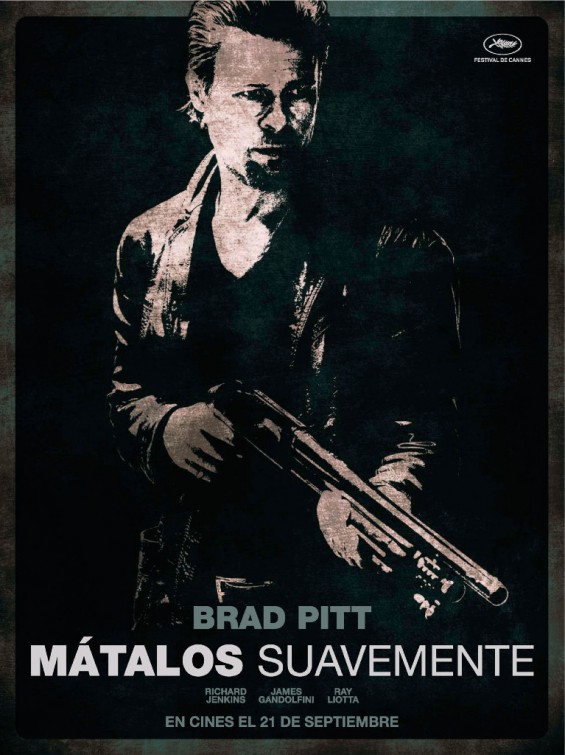 FESTIVAL DE CANNES
BRAD PITT
MÁTALOS SUAVEMENTE
RICHARD JENKINS JAMES GANDOLFINI RAY LIOTTA
EN CINES EL 21 DE SEPTIEMBRE